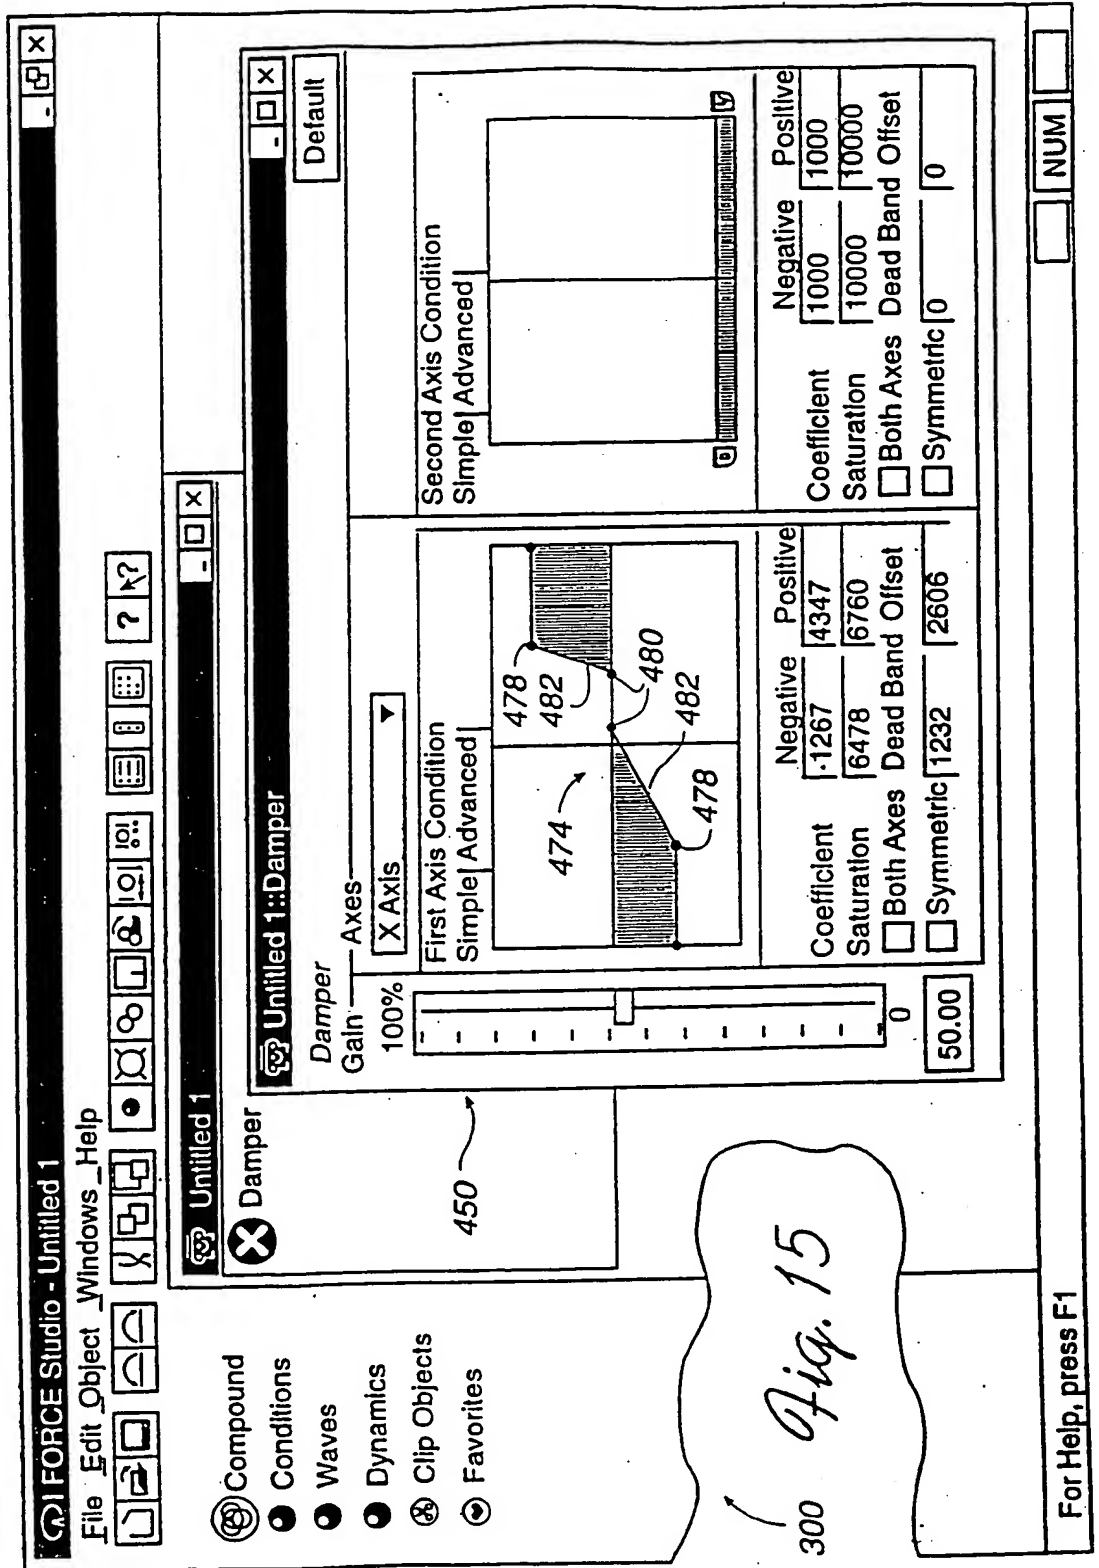 I FORCE Studio - Untitled 1
File Edit Object Windows Help
? ?
Compound
Conditions
Waves
Dynamics
Clip Objects
Favorites
Untitled 1
Damper
450
Untitled 1::Damper
Default
Damper
Gain
100%
0
50.00
Axes
X Axis
First Axis Condition
Simple Advanced
474
478
482
480
482
478
Negative Positive
Coefficient -1267 4347
Saturation 6478 6760
Both Axes Dead Band Offset
Symmetric 1232 2606
Second Axis Condition
Simple Advanced
Negative Positive
Coefficient 1000 1000
Saturation 10000 10000
Both Axes Dead Band Offset
Symmetric 0 0
300
Fig. 15
For Help, press F1
NUM